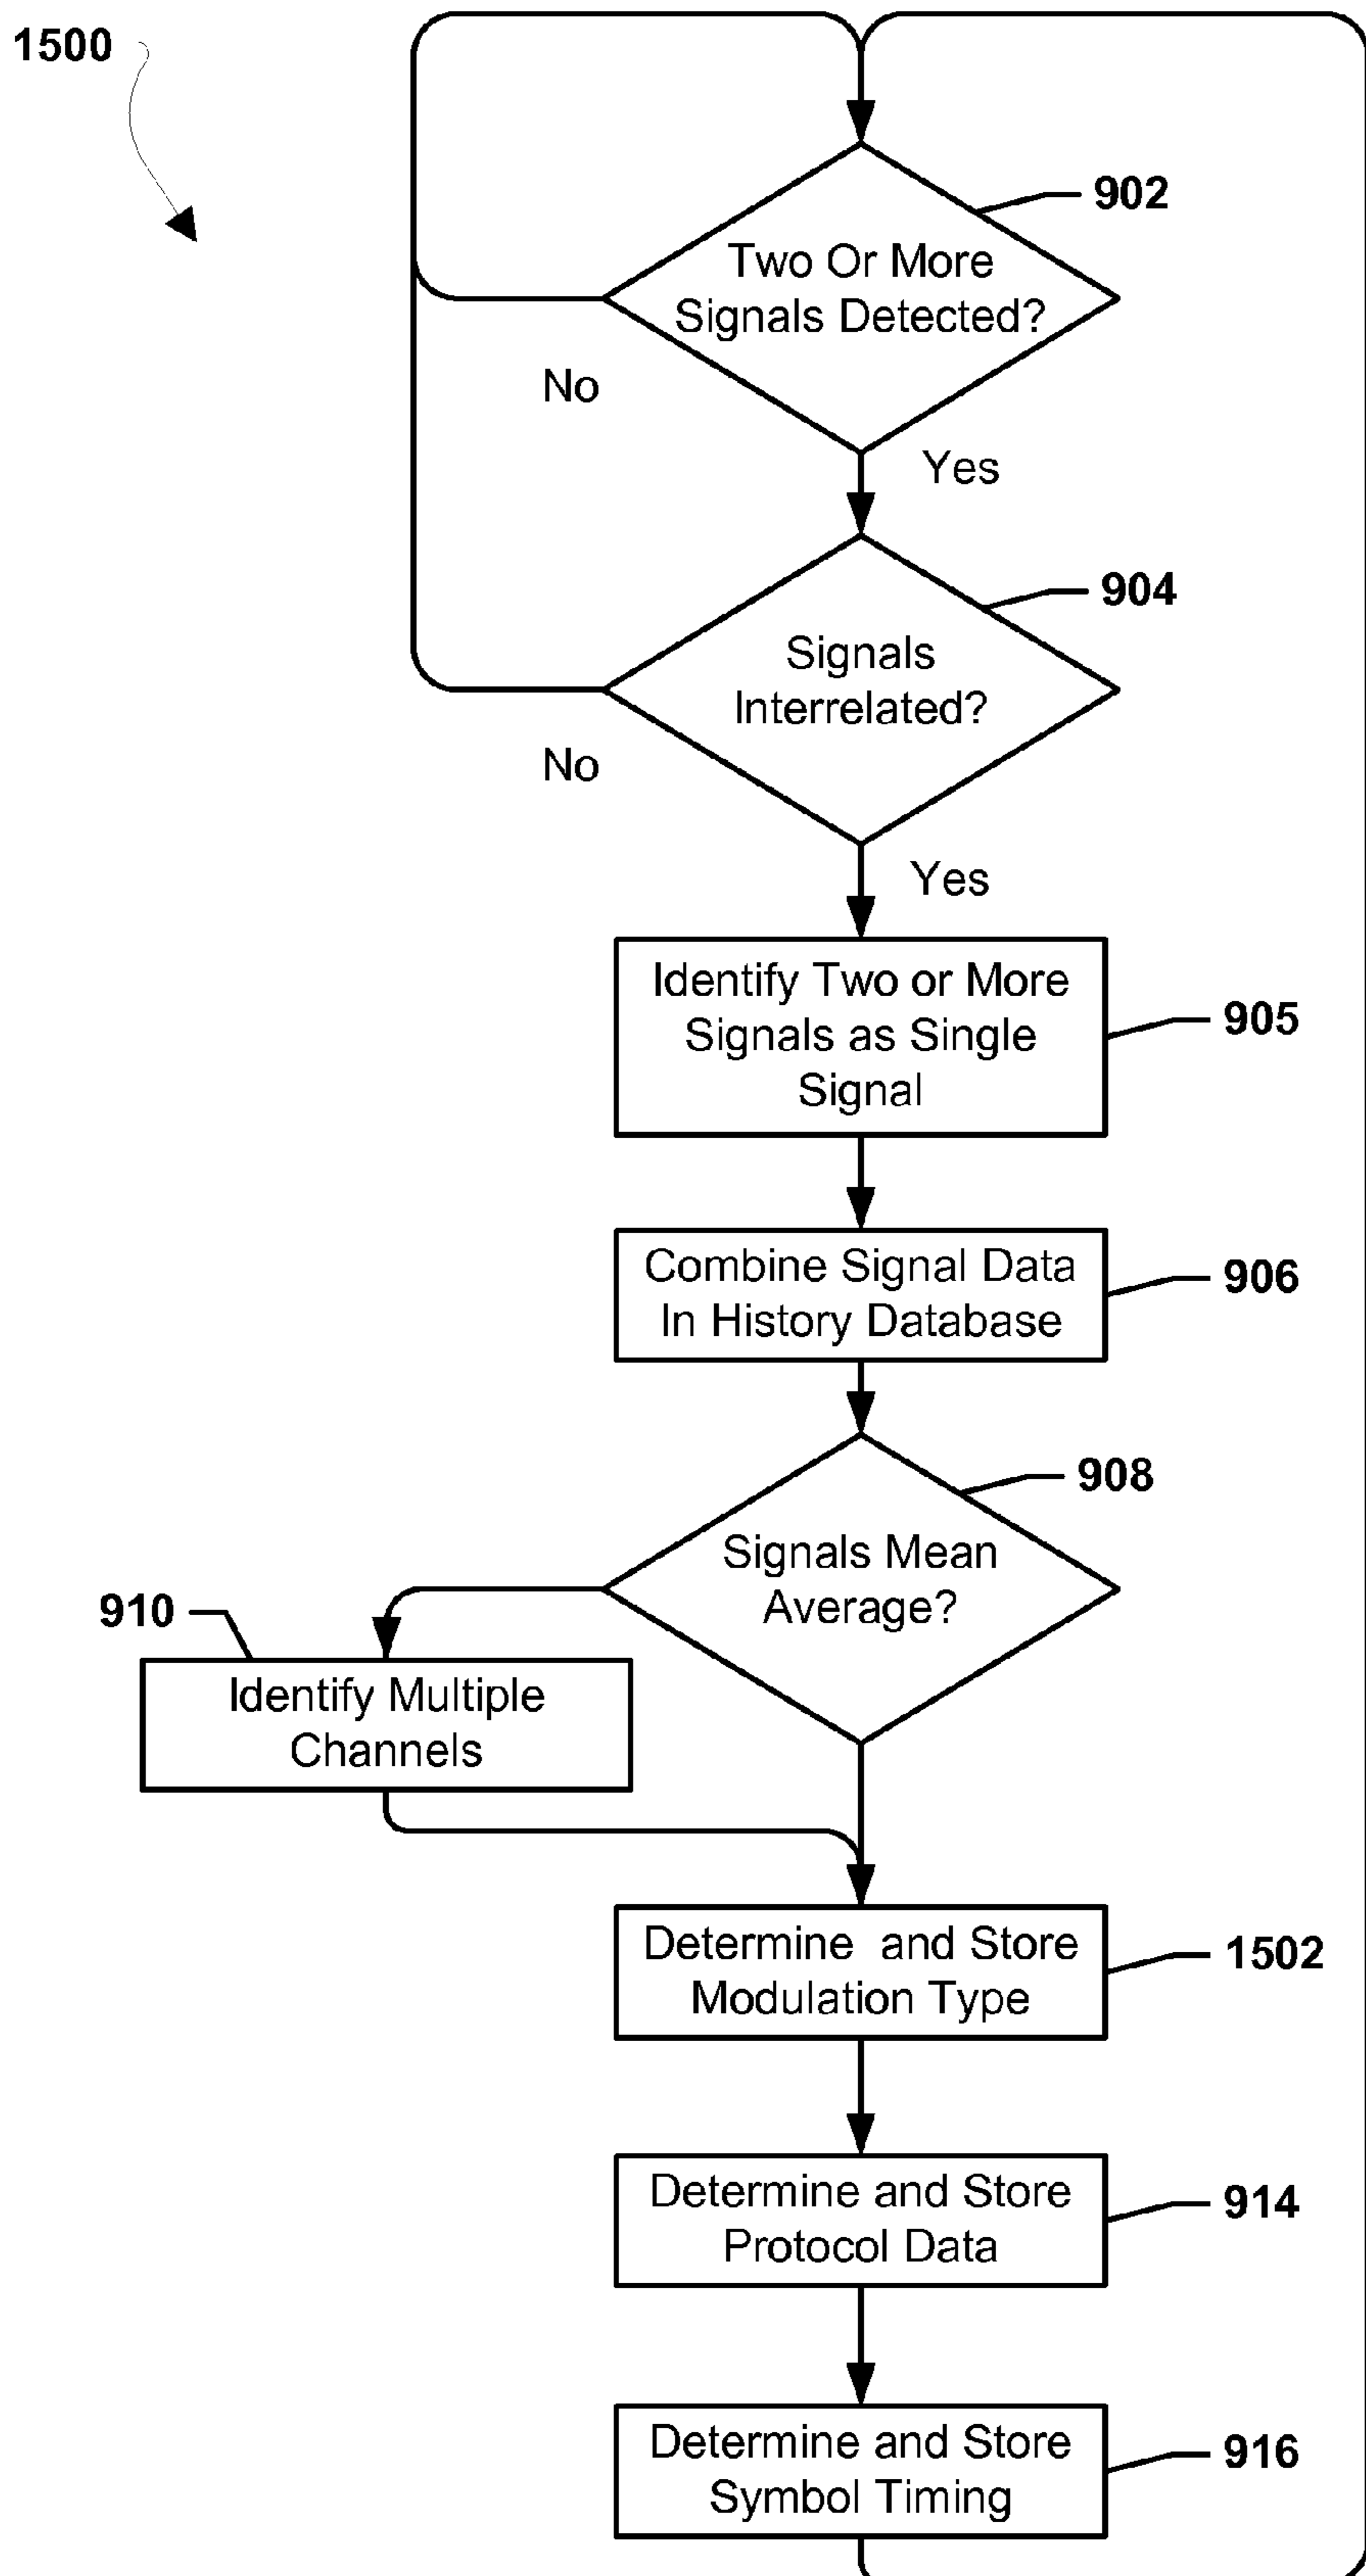 1500
902
Two Or More
Signals Detected?
No
Yes
904
Signals
Interrelated?
No
Yes
Identify Two or More
Signals as Single
Signal
905
Combine Signal Data
In History Database
906
908
Signals Mean
Average?
910
Identify Multiple
Channels
Determine and Store
Modulation Type
1502
Determine and Store
Protocol Data
914
Determine and Store
Symbol Timing
916